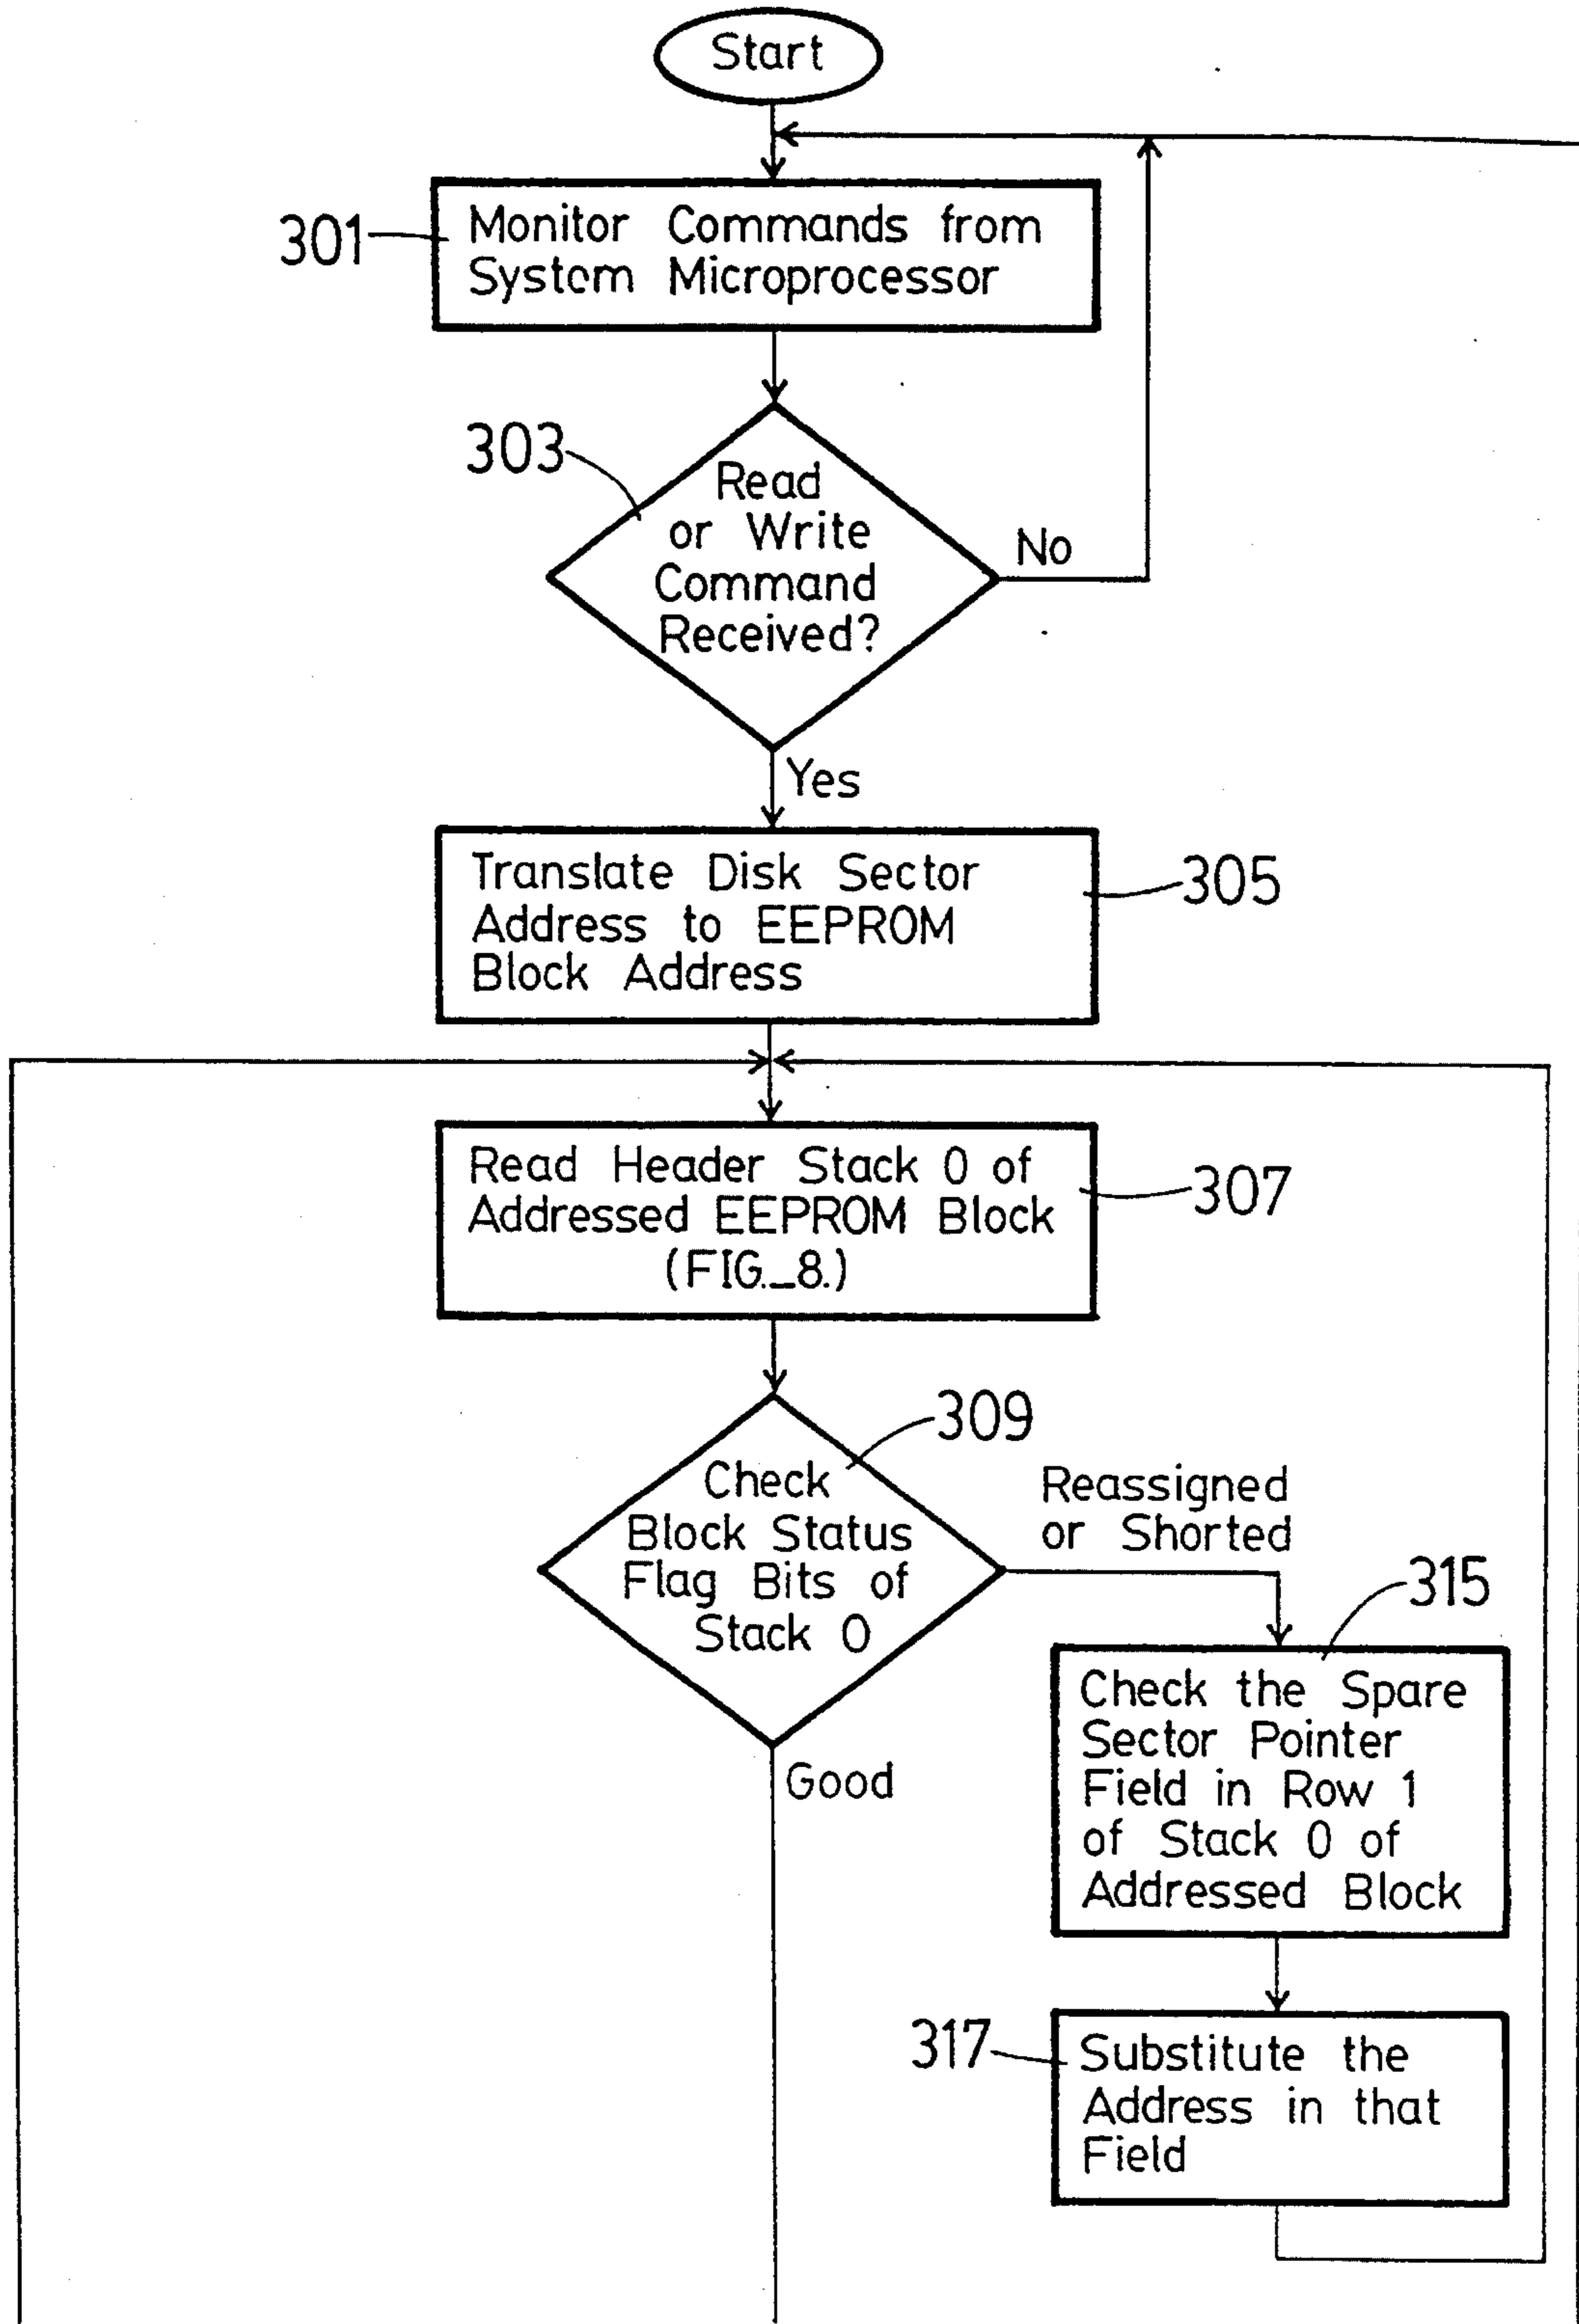 Start
301
Monitor Commands from
System Microprocessor
303
Read
or Write
Command
Received?
No
Yes
Translate Disk Sector
Address to EEPROM
Block Address
305
Read Header Stack 0 of
Addressed EEPROM Block
(FIG._8.)
307
309
Check
Block Status
Flag Bits of
Stack 0
Reassigned
or Shorted
Good
315
Check the Spare
Sector Pointer
Field in Row 1
of Stack 0 of
Addressed Block
317
Substitute the
Address in that
Field